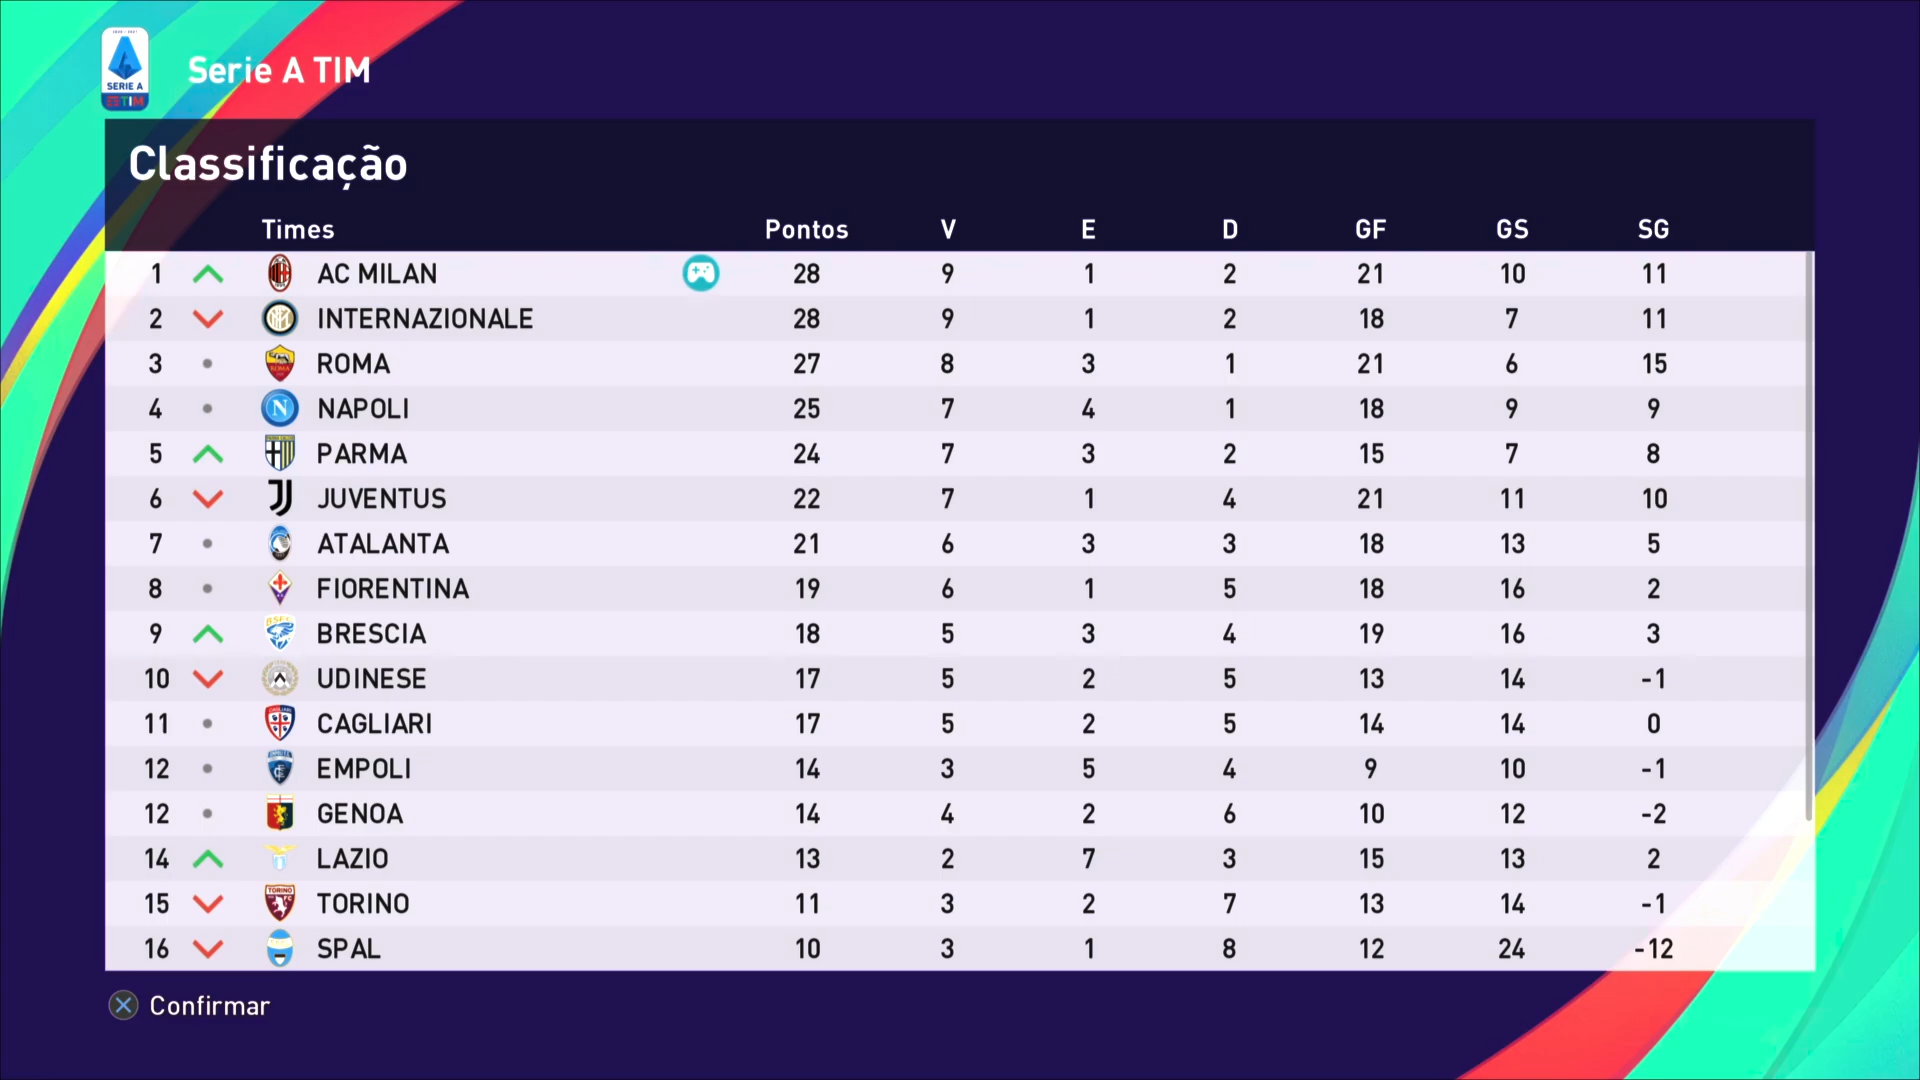 SERIE A
TIM
Serie A TIM
Classificação
Times Pontos V E D GF GS SG
1 AC MILAN 28 9 1 2 21 10 11
2 INTERNAZIONALE 28 9 1 2 18 7 11
3 ROMA 27 8 3 1 21 6 15
4 NAPOLI 25 7 4 1 18 9 9
5 PARMA 24 7 3 2 15 7 8
6 JUVENTUS 22 7 1 4 21 11 10
7 ATALANTA 21 6 3 3 18 13 5
8 FIORENTINA 19 6 1 5 18 16 2
9 BRESCIA 18 5 3 4 19 16 3
10 UDINESE 17 5 2 5 13 14 -1
11 CAGLIARI 17 5 2 5 14 14 0
12 EMPOLI 14 3 5 4 9 10 -1
12 GENOA 14 4 2 6 10 12 -2
14 LAZIO 13 2 7 3 15 13 2
15 TORINO 11 3 2 7 13 14 -1
16 SPAL 10 3 1 8 12 24 -12
Confirmar